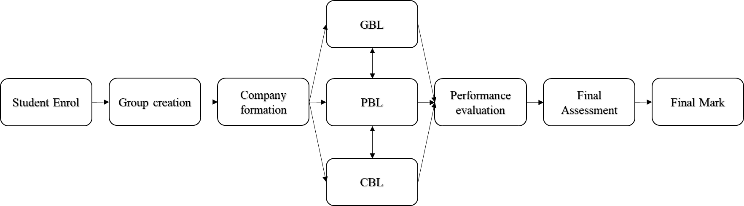 Student Enrol
Group creation
Company
formation
GBL
PBL
CBL
Performance
evaluation
Final
Assessment
Final Mark